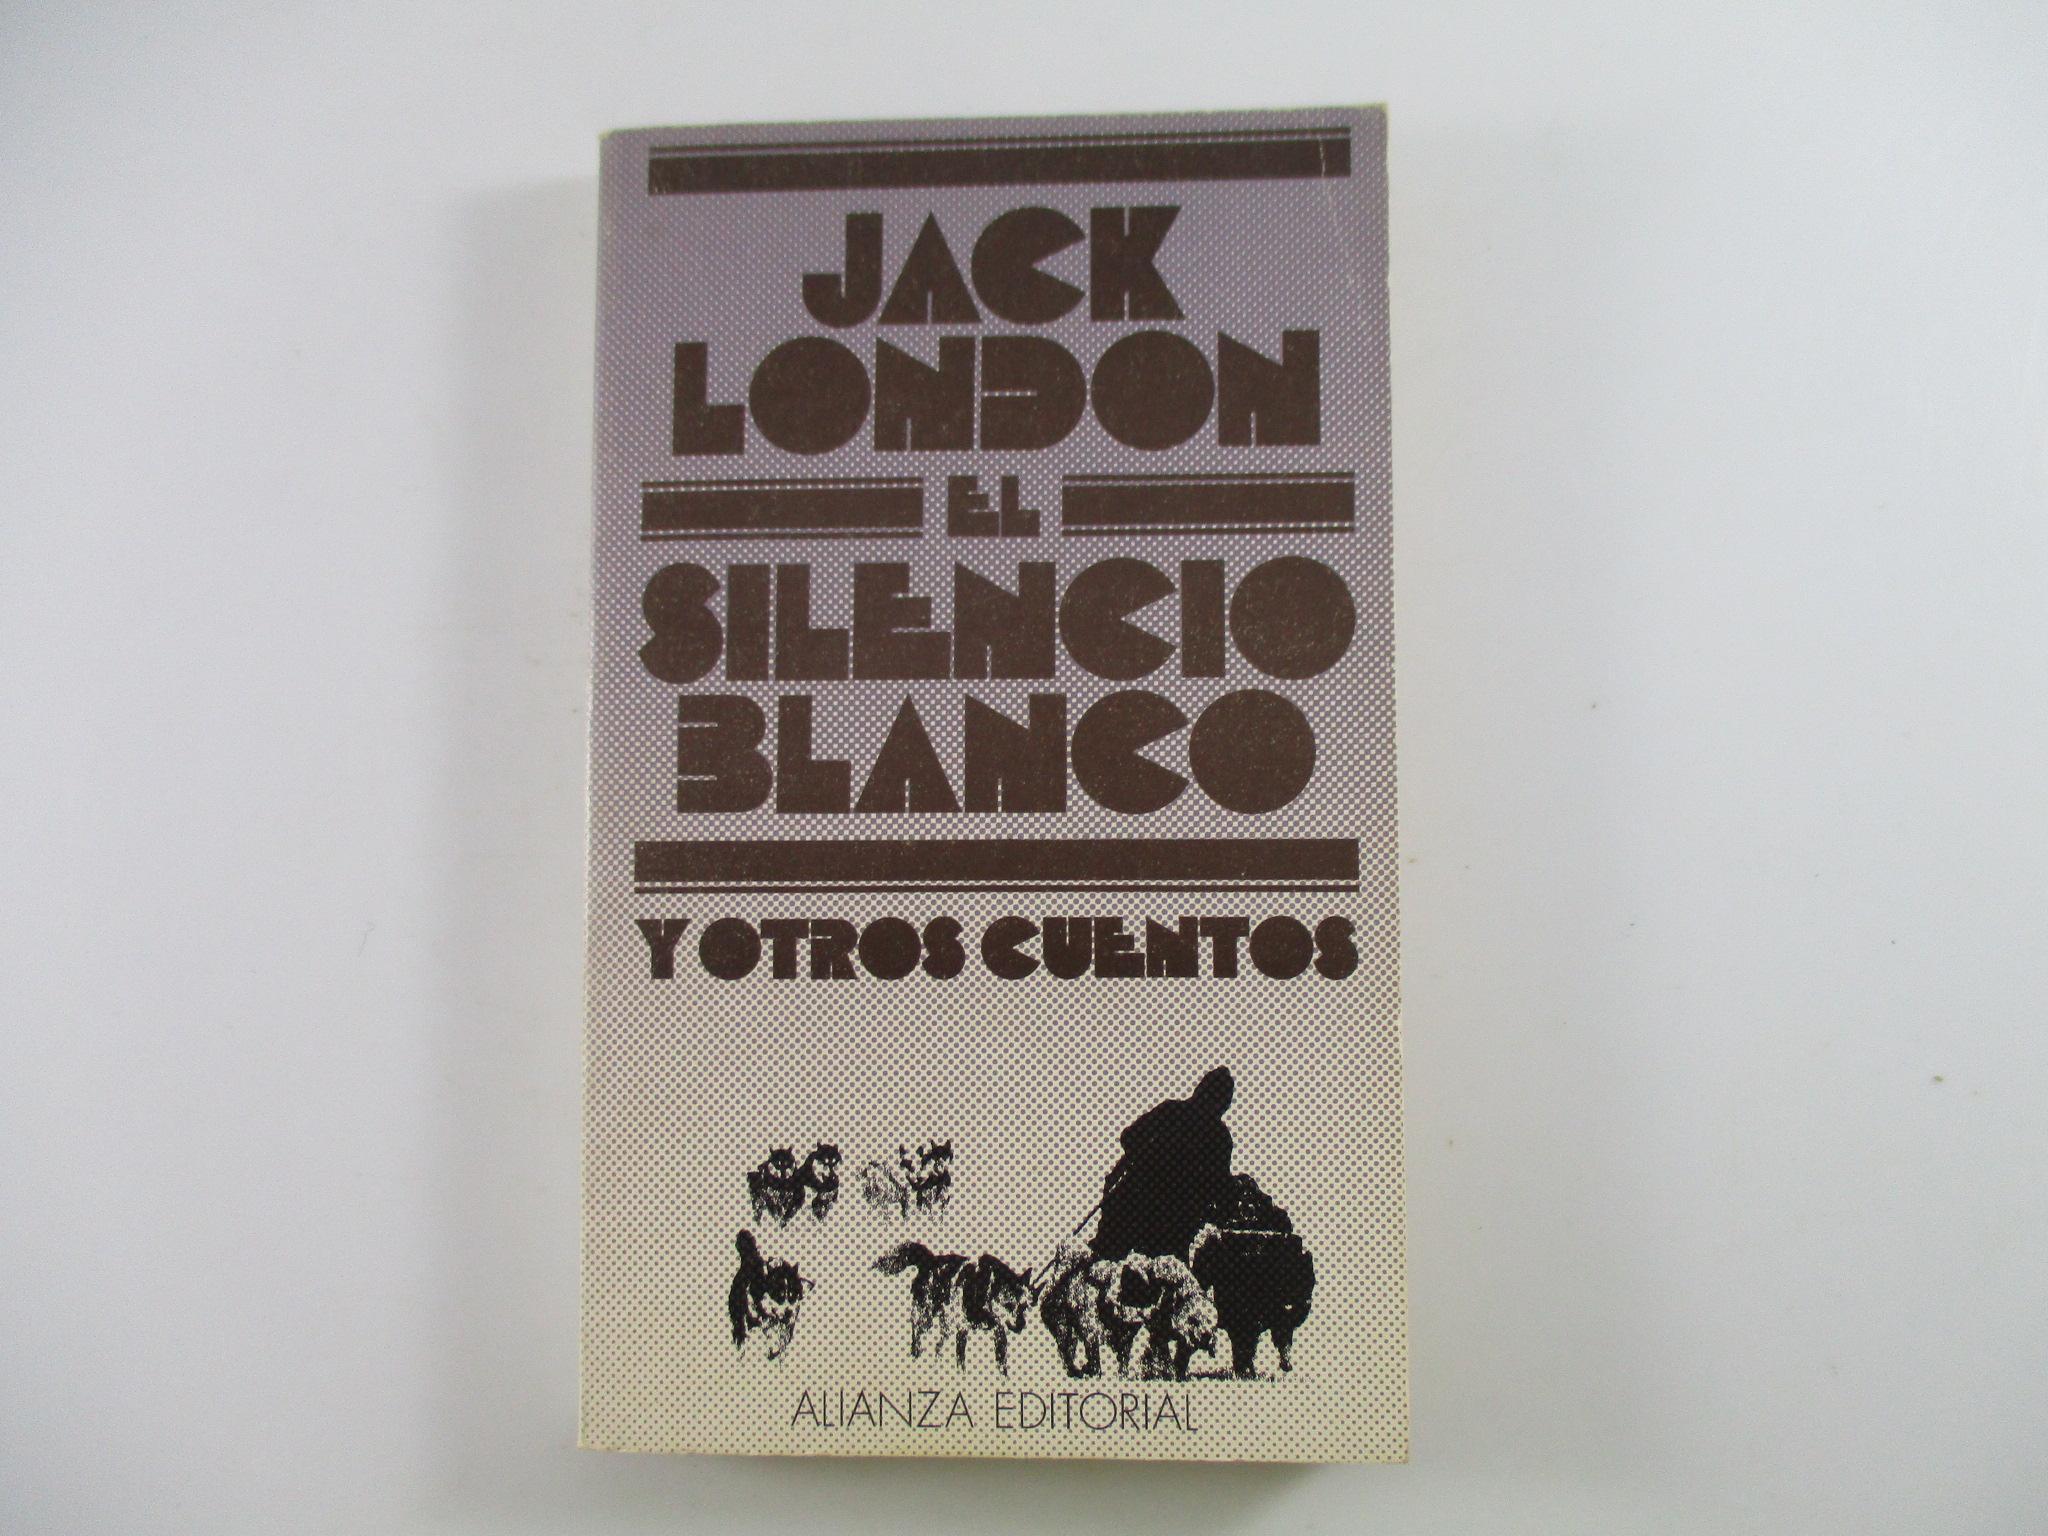 JACK
LONDON
EL
SILENCIO
BLANCO
Y OTROS CUENTOS
ALIANZA EDITORIAL